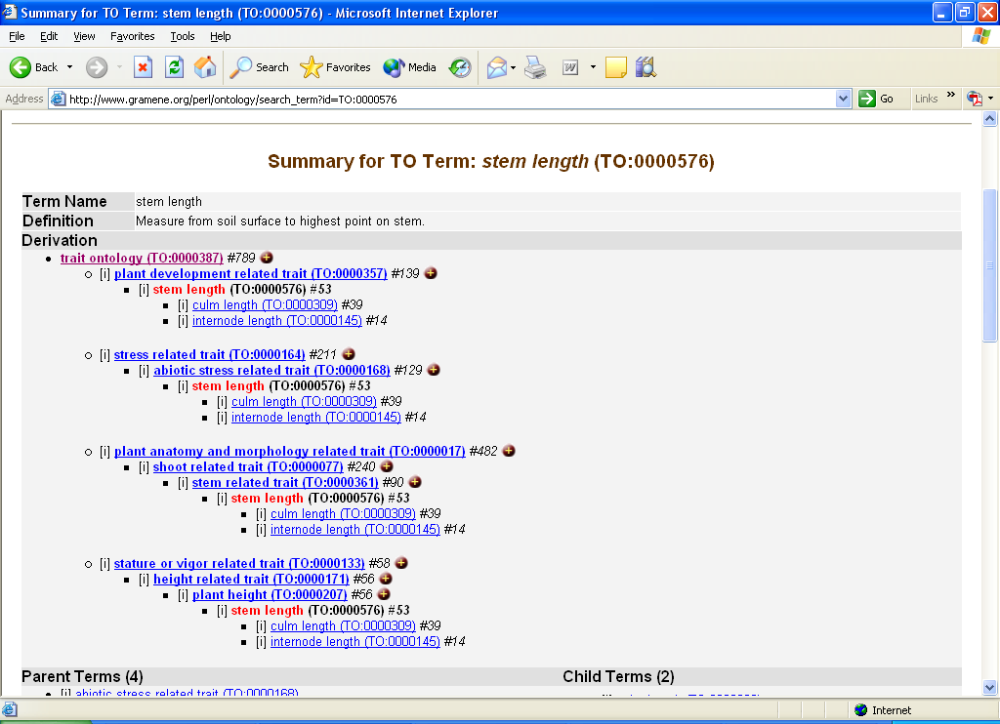 Summary for TO Term: stem length (TO:0000576) - Microsoft Internet Explorer
File Edit View Favorites Tools Help
Back Search Favorites Media
Address http://www.gramene.org/perl/ontology/search_term?id=TO:0000576 Go Links »
Summary for TO Term: stem length (TO:0000576)
Term Name stem length
Definition Measure from soil surface to highest point on stem.
Derivation
trait ontology (TO:0000387) #789
[i] plant development related trait (TO:0000357) #139
[i] stem length (TO:0000576) #53
[i] culm length (TO:0000309) #39
[i] internode length (TO:0000145) #14
[i] stress related trait (TO:0000164) #211
[i] abiotic stress related trait (TO:0000168) #129
[i] stem length (TO:0000576) #53
[i] culm length (TO:0000309) #39
[i] internode length (TO:0000145) #14
[i] plant anatomy and morphology related trait (TO:0000017) #482
[i] shoot related trait (TO:0000077) #240
[i] stem related trait (TO:0000361) #90
[i] stem length (TO:0000576) #53
[i] culm length (TO:0000309) #39
[i] internode length (TO:0000145) #14
[i] stature or vigor related trait (TO:0000133) #58
[i] height related trait (TO:0000171) #56
[i] plant height (TO:0000207) #56
[i] stem length (TO:0000576) #53
[i] culm length (TO:0000309) #39
[i] internode length (TO:0000145) #14
Parent Terms (4) Child Terms (2)
[i] abiotic stress related trait (TO:0000168)
Internet